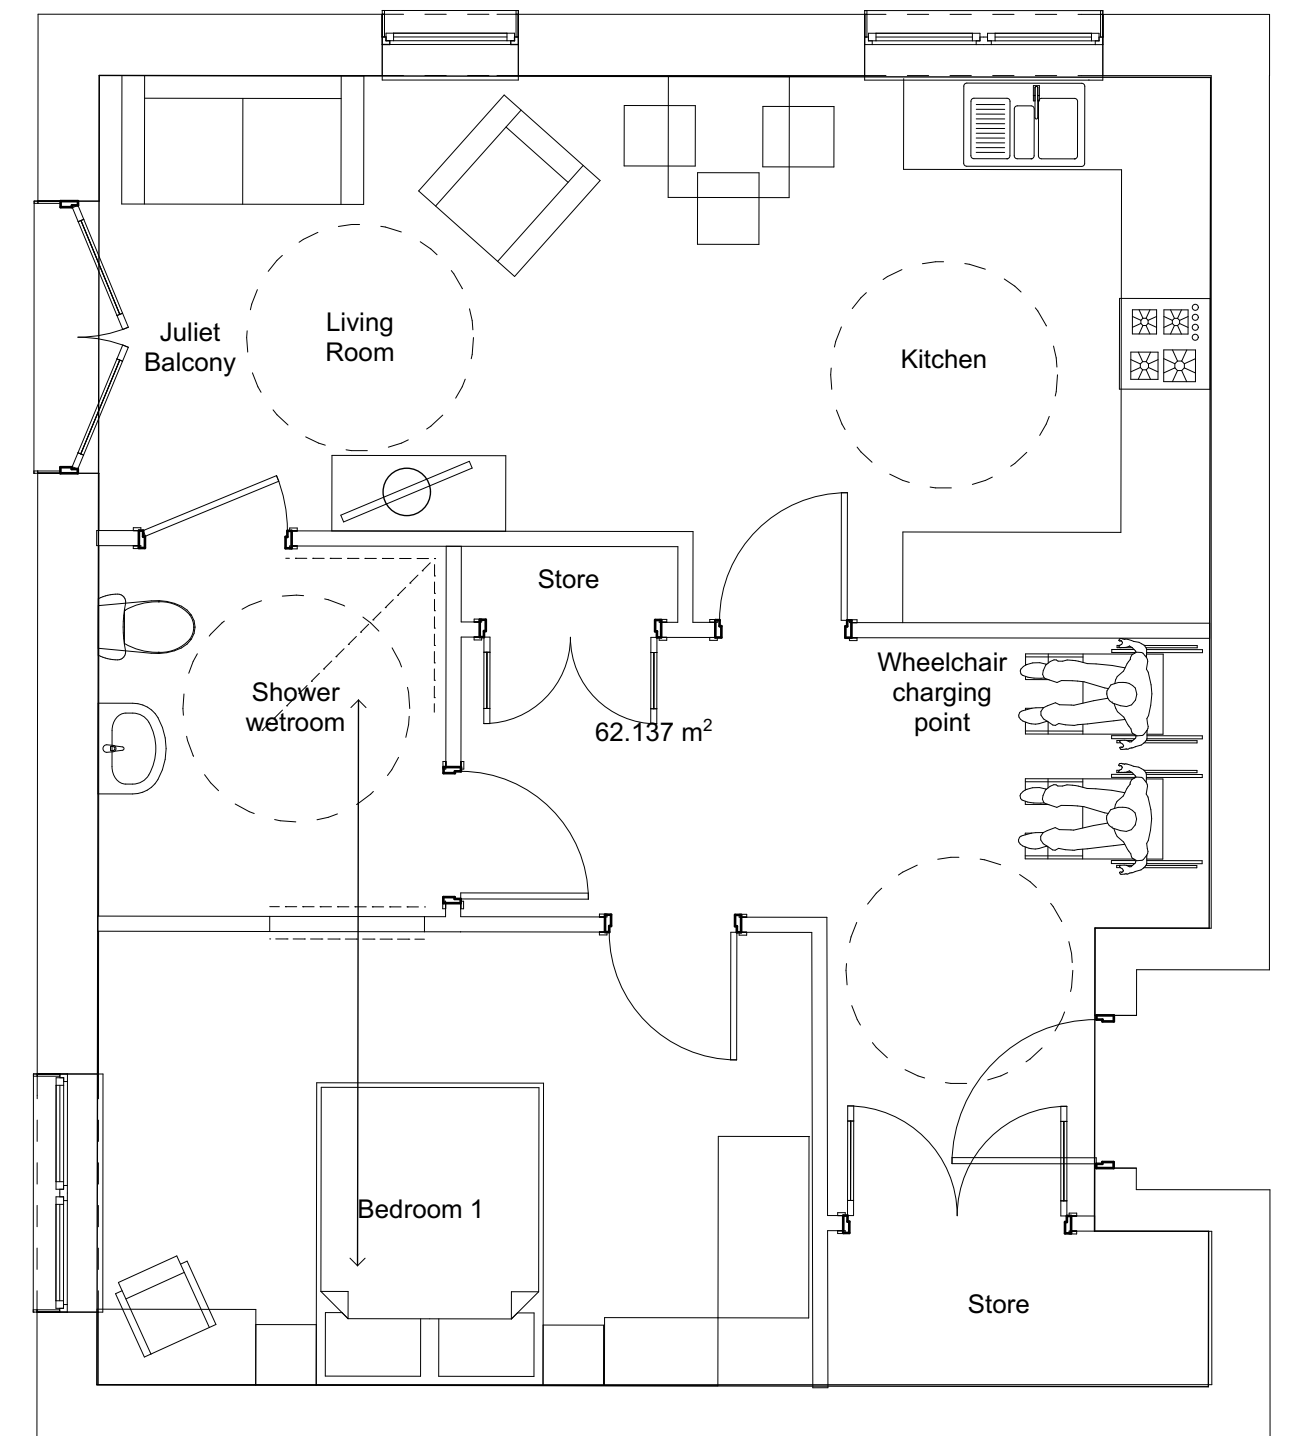 Juliet
Balcony
Living
Room
Kitchen
Store
Wheelchair
charging
point
Shower
wetroom
62.137 m²
Bedroom 1
Store